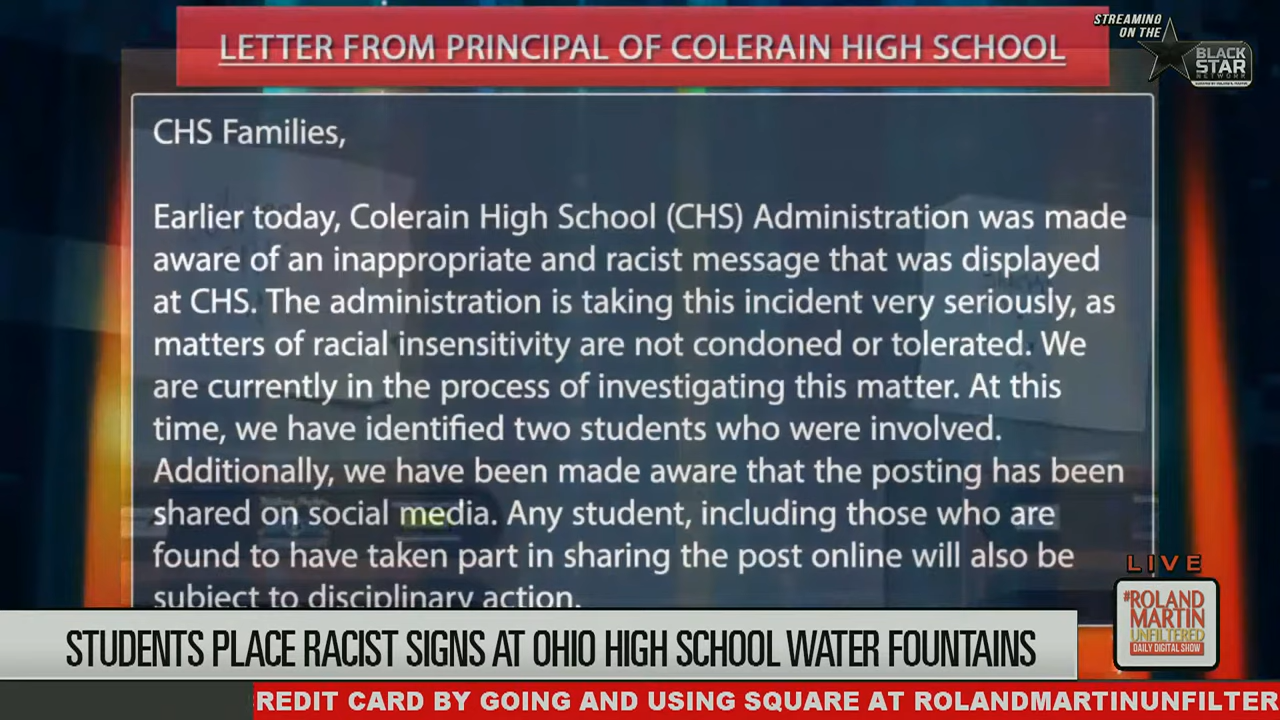 LETTER FROM PRINCIPAL OF COLERAIN HIGH SCHOOL
STREAMING
ON THE
BLACK
STAR
NETWORK
CHS Families,
Earlier today, Colerain High School (CHS) Administration was made
aware of an inappropriate and racist message that was displayed
at CHS. The administration is taking this incident very seriously, as
matters of racial insensitivity are not condoned or tolerated. We
are currently in the process of investigating this matter. At this
time, we have identified two students who were involved.
Additionally, we have been made aware that the posting has been
shared on social media. Any student, including those who are
found to have taken part in sharing the post online will also be
subject to disciplinary action.
LIVE
#ROLAND
MARTIN
UNFILTERED
DAILY DIGITAL SHOW
STUDENTS PLACE RACIST SIGNS AT OHIO HIGH SCHOOL WATER FOUNTAINS
REDIT CARD BY GOING AND USING SQUARE AT ROLANDMARTINUNFILTER